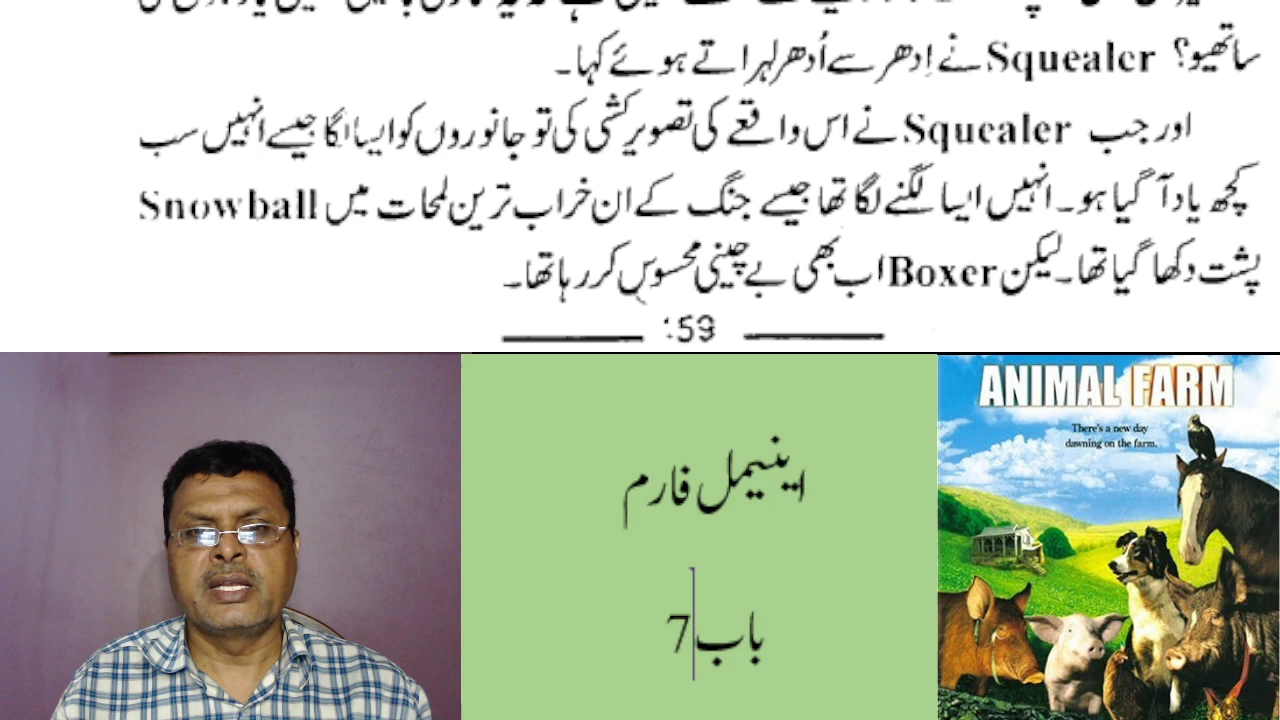 ساتھیو؟ Squealer نے اِدھر سے اُدھر لہراتے ہوئے کہا۔
اور جب Squealer نے اس واقعے کی تصویر کشی کی تو جانوروں کو ایسا لگا جیسے انہیں سب
کچھ یاد آ گیا ہو۔ انہیں ایسا لگنے لگا تھا جیسے جنگ کے ان خراب ترین لمحات میں Snowball
پشت دکھا گیا تھا۔ لیکن Boxer اب بھی بے چینی محسوس کر رہا تھا۔
:59
اینیمل فارم
باب 7
ANIMAL FARM
There's a new day
dawning on the farm.